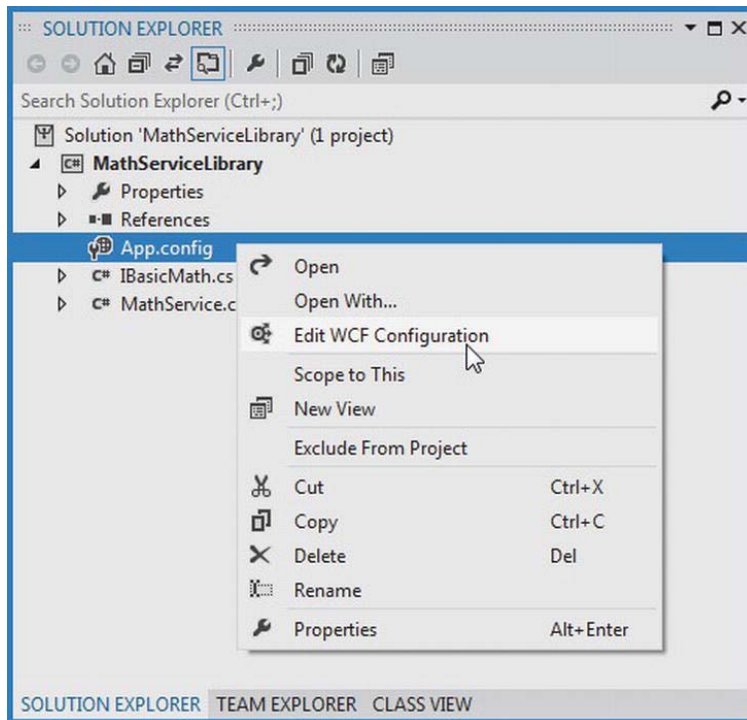 SOLUTION EXPLORER
Search Solution Explorer (Ctrl+;)
Solution 'MathServiceLibrary' (1 project)
C# MathServiceLibrary
Properties
References
App.config
C# IBasicMath.cs
C# MathService.c
Open
Open With...
Edit WCF Configuration
Scope to This
New View
Exclude From Project
Cut Ctrl+X
Copy Ctrl+C
Delete Del
Rename
Properties Alt+Enter
SOLUTION EXPLORER TEAM EXPLORER CLASS VIEW